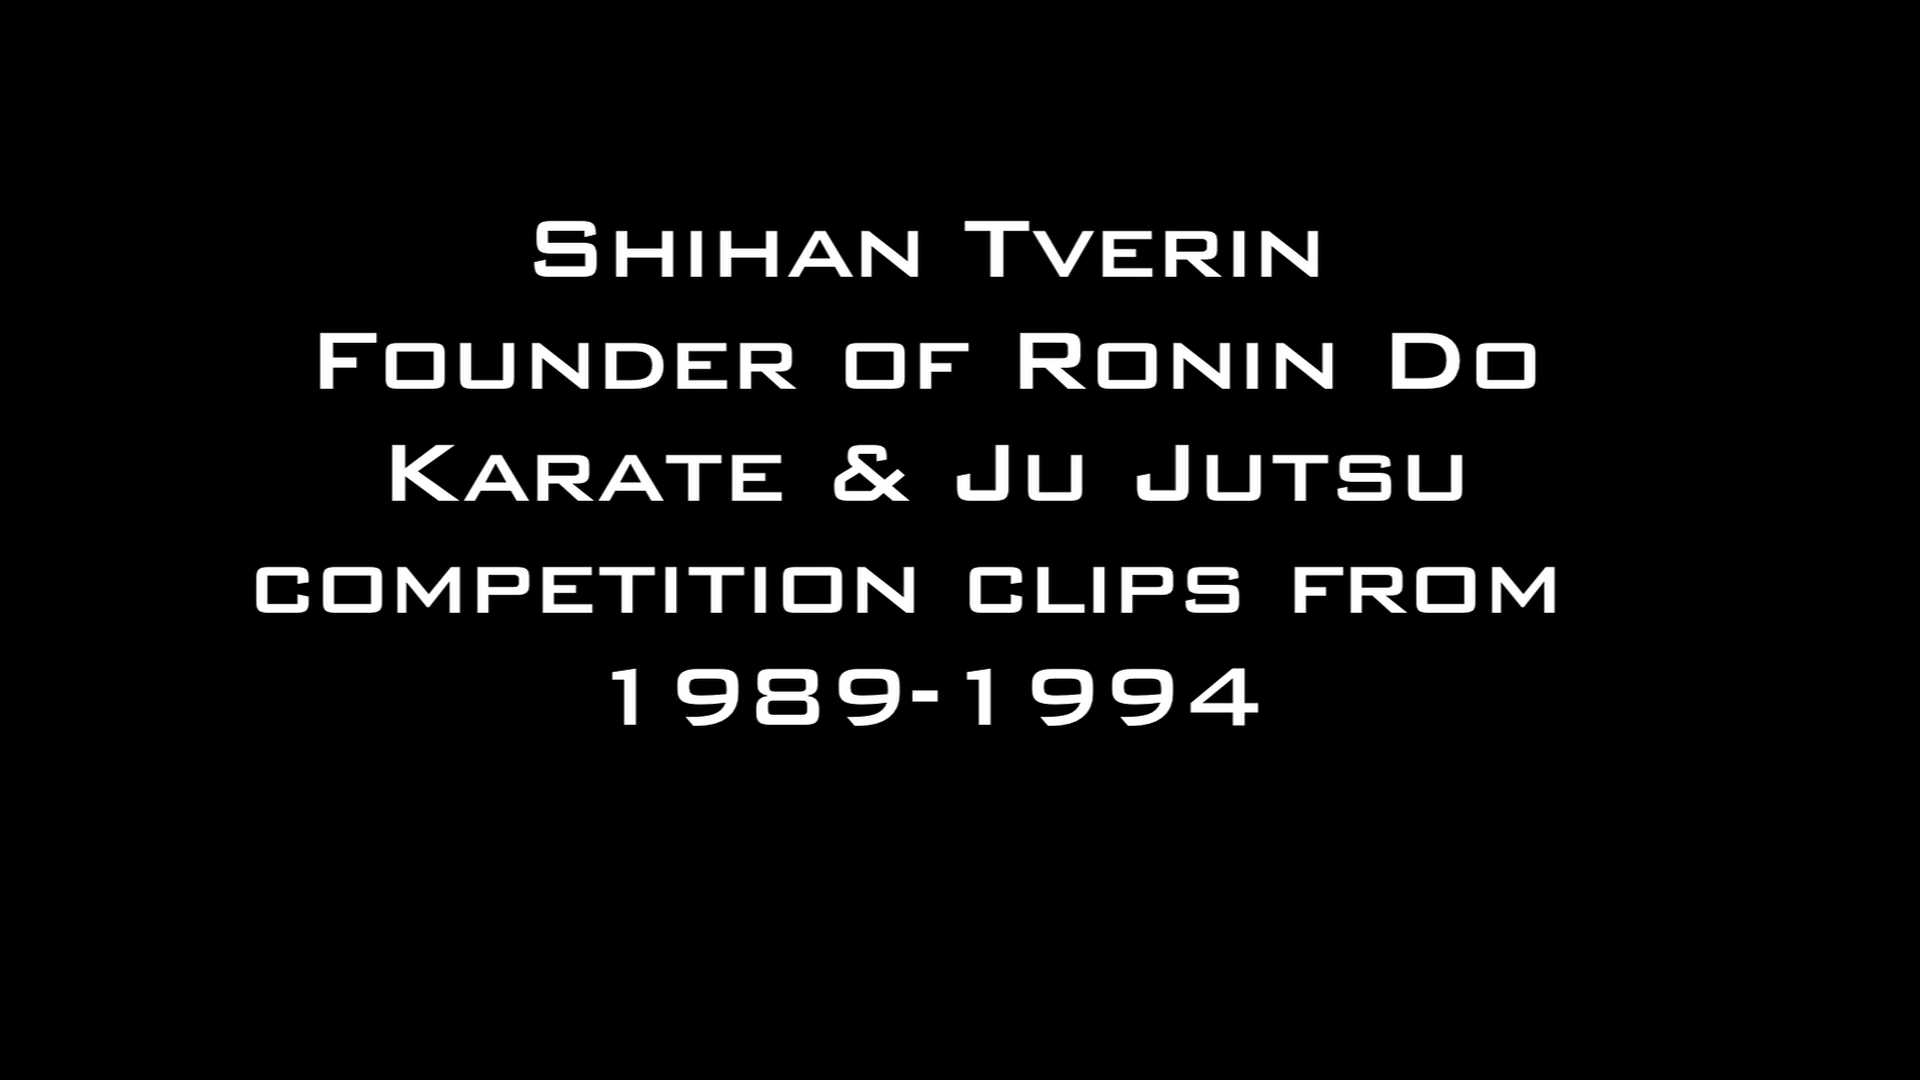 Shihan Tverin
Founder of Ronin Do
Karate & Ju Jutsu
competition clips from
1989-1994